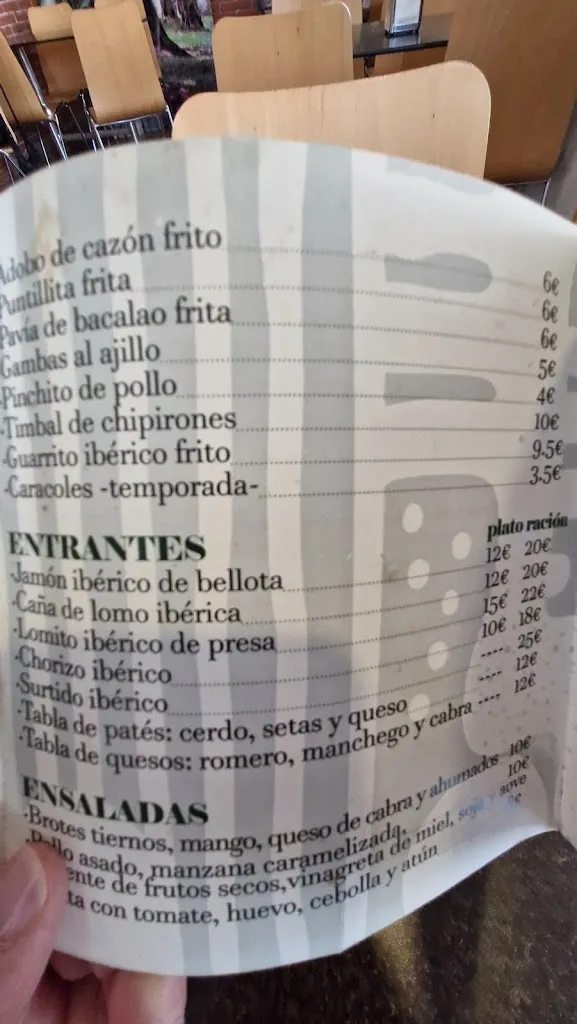 Adobo de cazón frito 6€
Puntillita frita 6€
Pavía de bacalao frita 6€
Gambas al ajillo 5€
·Pinchito de pollo 4€
·Timbal de chipirones 10€
·Guarrito ibérico frito 9.5€
·Caracoles -temporada- 3.5€
ENTRANTES plato ración
·Jamón ibérico de bellota 12€ 20€
·Caña de lomo ibérica 12€ 20€
·Lomito ibérico de presa 15€ 22€
·Chorizo ibérico 10€ 18€
·Surtido ibérico ---- 25€
·Tabla de patés: cerdo, setas y queso ---- 12€
·Tabla de quesos: romero, manchego y cabra ---- 12€
ENSALADAS
·Brotes tiernos, mango, queso de cabra y ahumados 10€
asado, manzana caramelizada, 10€
de frutos secos, vinagreta de miel, soja y aove
con tomate, huevo, cebolla y atún